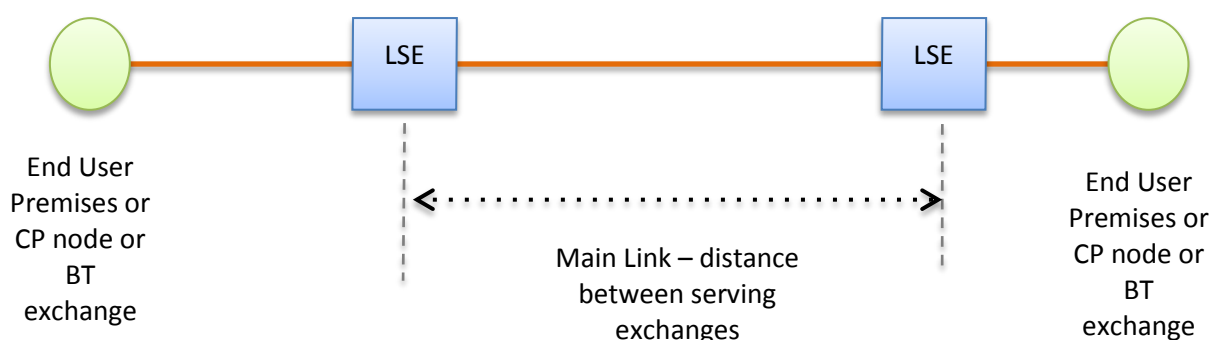 LSE
LSE
End User
Premises or
CP node or
BT
exchange
Main Link – distance
between serving
exchanges
End User
Premises or
CP node or
BT
exchange